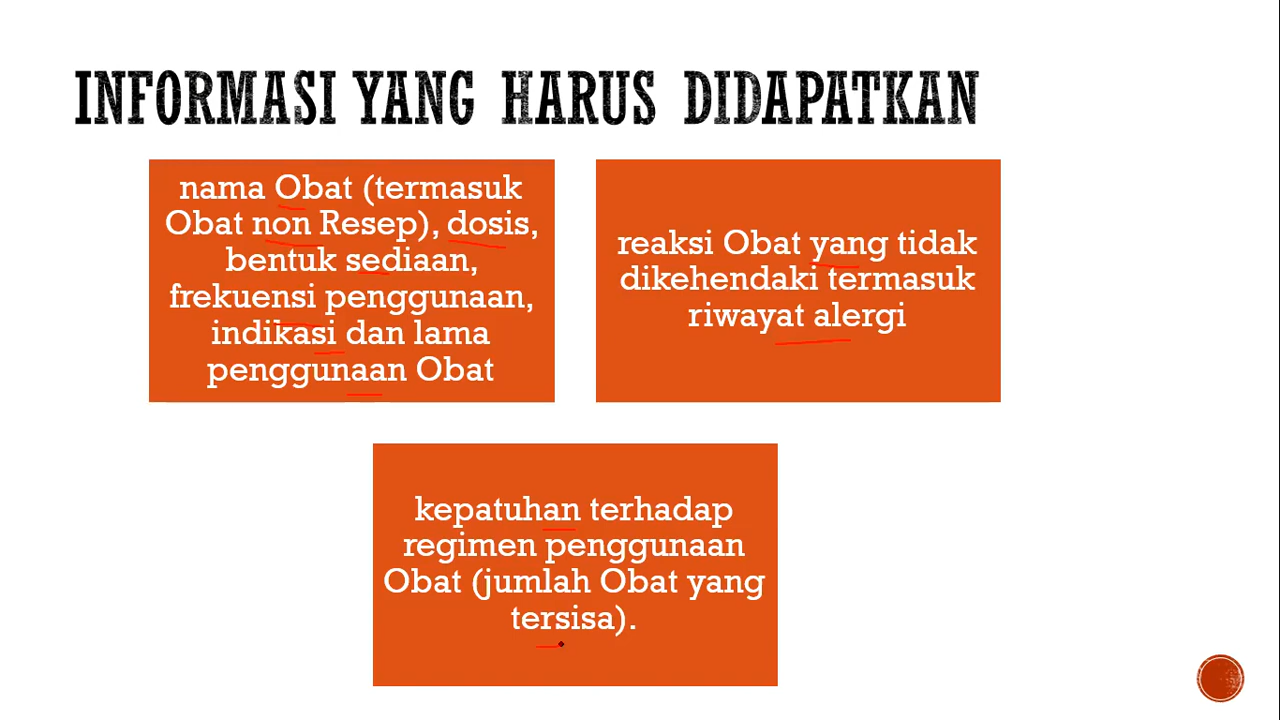 INFORMASI YANG HARUS DIDAPATKAN
nama Obat (termasuk
Obat non Resep), dosis,
bentuk sediaan,
frekuensi penggunaan,
indikasi dan lama
penggunaan Obat
reaksi Obat yang tidak
dikehendaki termasuk
riwayat alergi
kepatuhan terhadap
regimen penggunaan
Obat (jumlah Obat yang
tersisa).